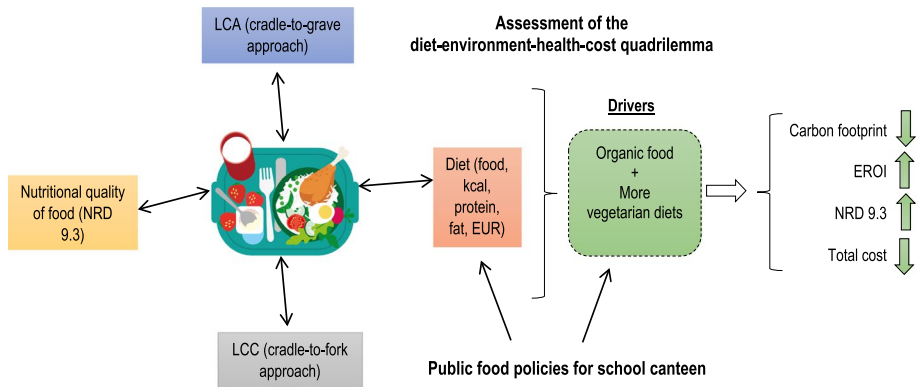 LCA (cradle-to-grave
approach)
Assessment of the
diet-environment-health-cost quadrilemma
Nutritional quality
of food (NRD
9.3)
Diet (food,
kcal,
protein,
fat, EUR)
Drivers
Organic food
+
More
vegetarian diets
Carbon footprint
EROI
NRD 9.3
Total cost
LCC (cradle-to-fork
approach)
Public food policies for school canteen